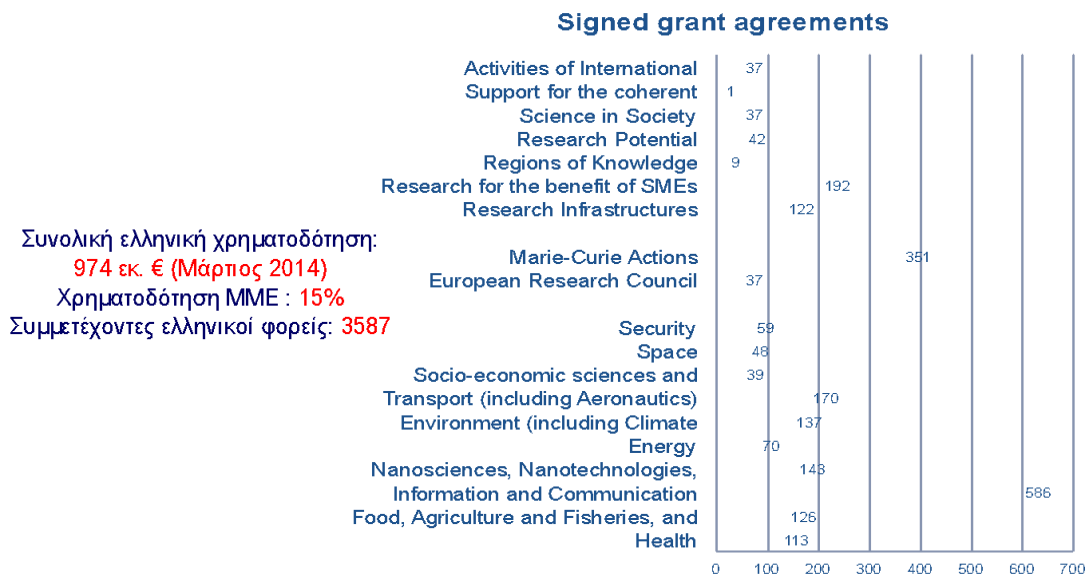 Signed grant agreements
Activities of International 37
Support for the coherent 1
Science in Society 37
Research Potential 42
Regions of Knowledge 9
Research for the benefit of SMEs 192
Research Infrastructures 122
Συνολική ελληνική χρηματοδότηση:
974 εκ. € (Μάρτιος 2014)
Χρηματοδότηση ΜΜΕ : 15%
Συμμετέχοντες ελληνικοί φορείς: 3587
Marie-Curie Actions 351
European Research Council 37
Security 59
Space 48
Socio-economic sciences and 39
Transport (including Aeronautics) 170
Environment (including Climate 137
Energy 70
Nanosciences, Nanotechnologies, 143
Information and Communication 586
Food, Agriculture and Fisheries, and 126
Health 113
0 100 200 300 400 500 600 700